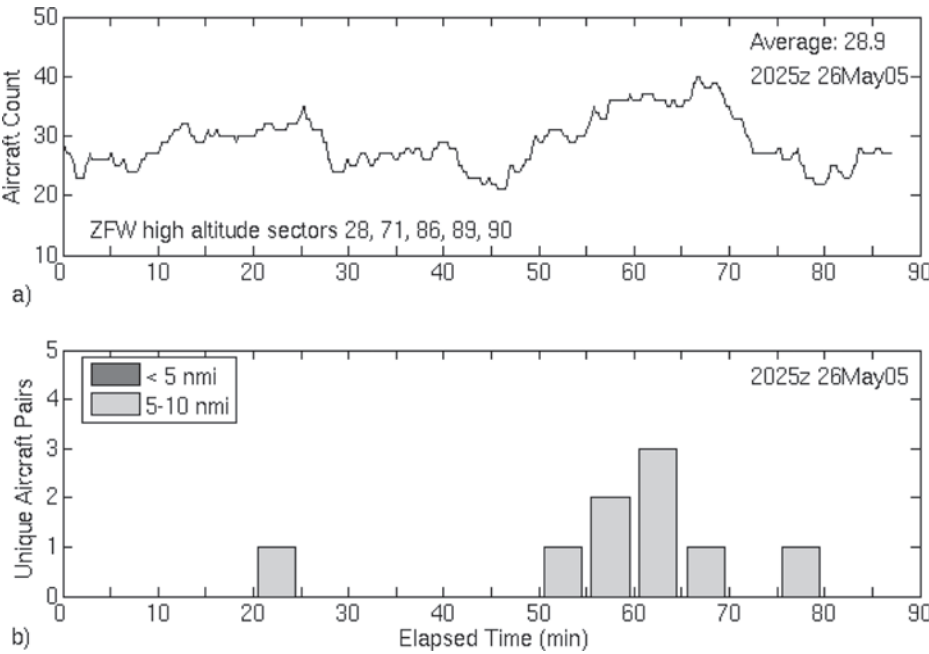 50
40
30
20
10
Aircraft Count
Average: 28.9
2025z 26May05
ZFW high altitude sectors 28, 71, 86, 89, 90
0 10 20 30 40 50 60 70 80 90
a)
5
4
3
2
1
0
Unique Aircraft Pairs
< 5 nmi
5-10 nmi
2025z 26May05
0 10 20 30 40 50 60 70 80 90
Elapsed Time (min)
b)